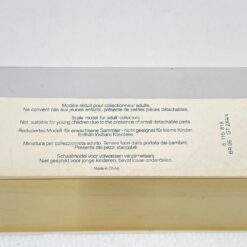 Modèle réduit pour collectionneur adulte.
Ne convient pas aux jeunes enfants, présente de petites pièces détachables.
Scale model for adult collectors.
Not suitable for young children due to the presence of small detachable parts.
Reduziertes Modell für erwachsene Sammler - nicht geeignet für kleine Kinder.
Enthält lösbare Kleinteile.
Miniatura per collezionista adulto. Tenere fuori dalla portata dei bambini.
Presenta dei pezzi staccabili.
Schaalmodel voor volwassen verzamelaars.
Niet geschikt voor jonge kinderen, bevat losse onderdelen.
Made in China